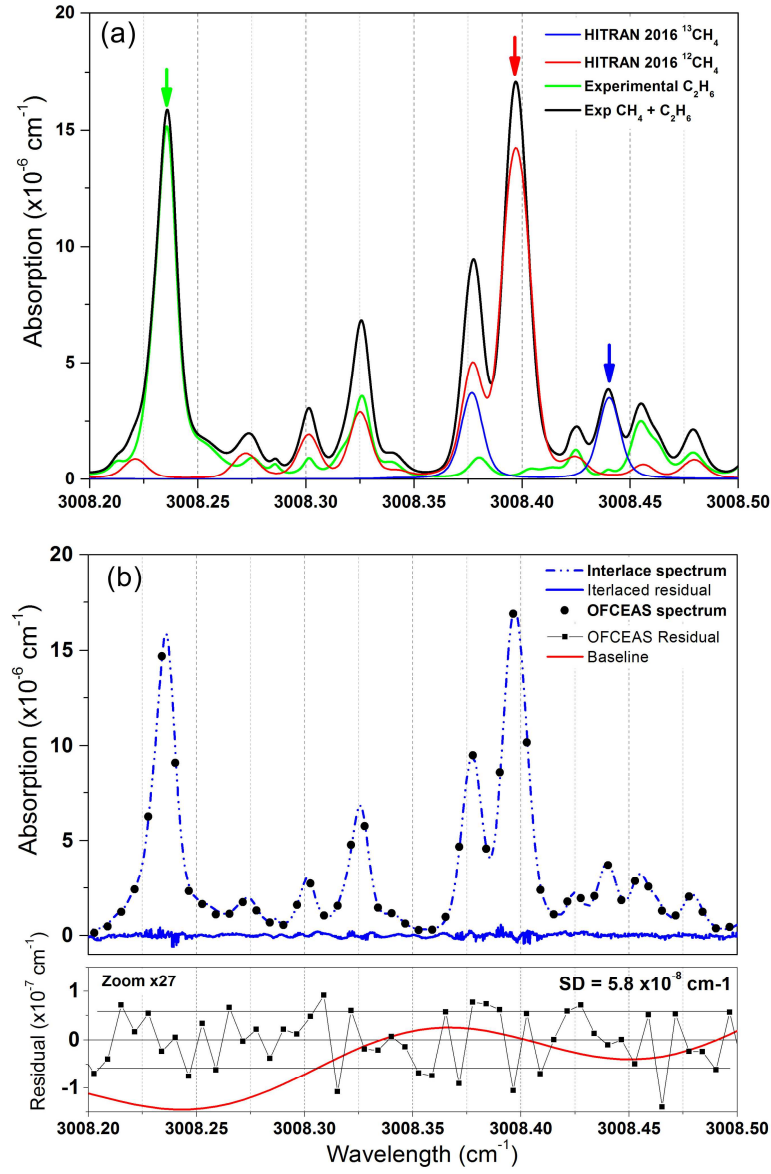 (a)
HITRAN 2016 ¹³CH₄
HITRAN 2016 ¹²CH₄
Experimental C₂H₆
Exp CH₄ + C₂H₆
Absorption (x10⁻⁶ cm⁻¹)
20
15
10
5
0
3008.20 3008.25 3008.30 3008.35 3008.40 3008.45 3008.50
(b)
Interlace spectrum
Iterlaced residual
OFCEAS spectrum
OFCEAS Residual
Baseline
Absorption (x10⁻⁶ cm⁻¹)
20
15
10
5
0
Zoom x27
SD = 5.8 x10⁻⁸ cm-1
Residual (x10⁻⁷ cm⁻¹)
1
0
-1
3008.20 3008.25 3008.30 3008.35 3008.40 3008.45 3008.50
Wavelength (cm⁻¹)